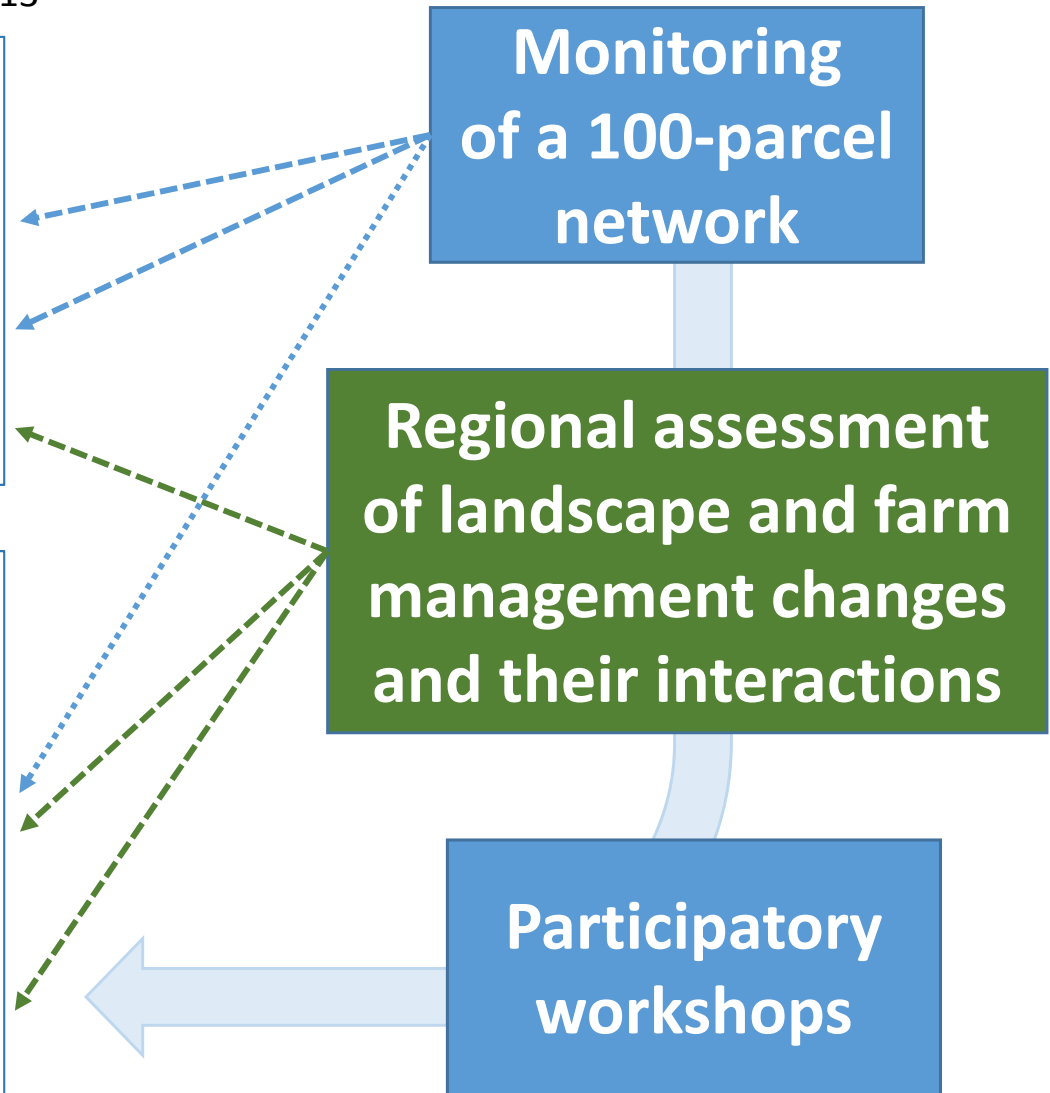 Monitoring
of a 100-parcel
network
Regional assessment
of landscape and farm
management changes
and their interactions
Participatory
workshops